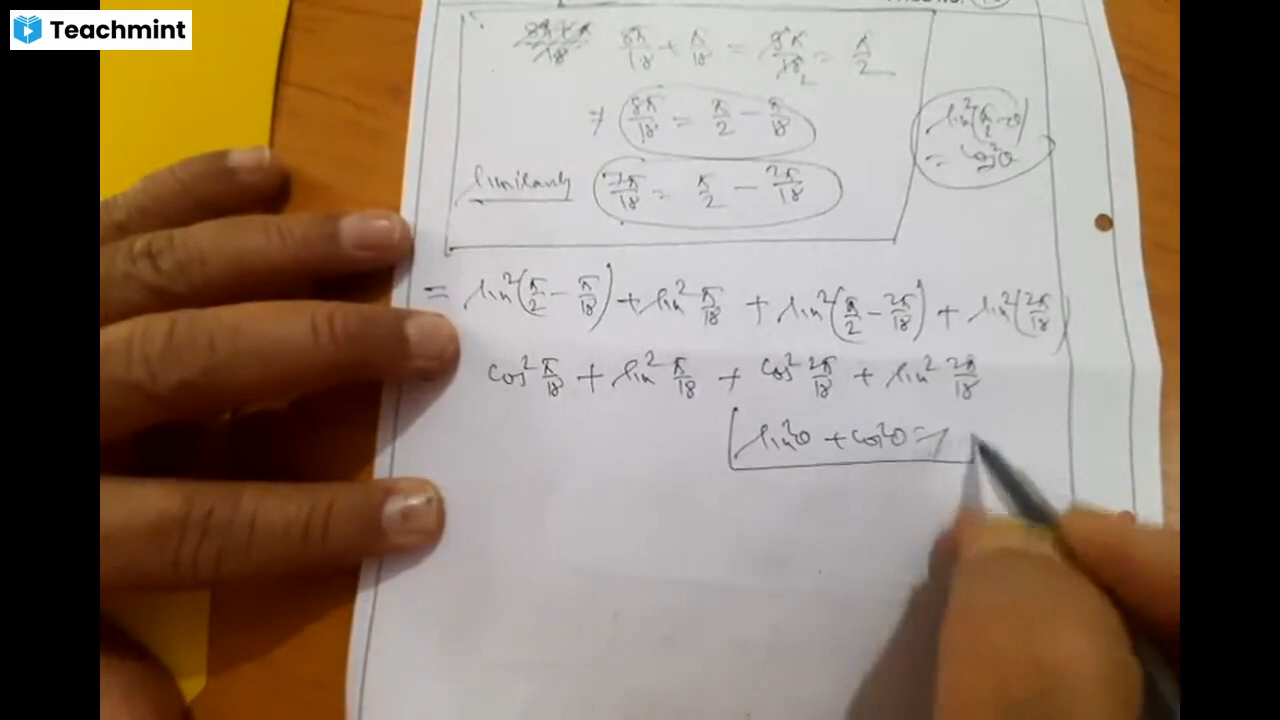 Teachmint
8π/18 + π/18 = 9π/18 = π/2
⇒ 8π/18 = π/2 − π/18
sin²(π/2 − θ)
= cos²θ
Similarly 7π/18 = π/2 − 2π/18
= sin²(π/2 − π/18) + sin² π/18 + sin²(π/2 − 2π/18) + sin²(2π/18)
cos² π/18 + sin² π/18 + cos² 2π/18 + sin² 2π/18
sin²θ + cos²θ = 1